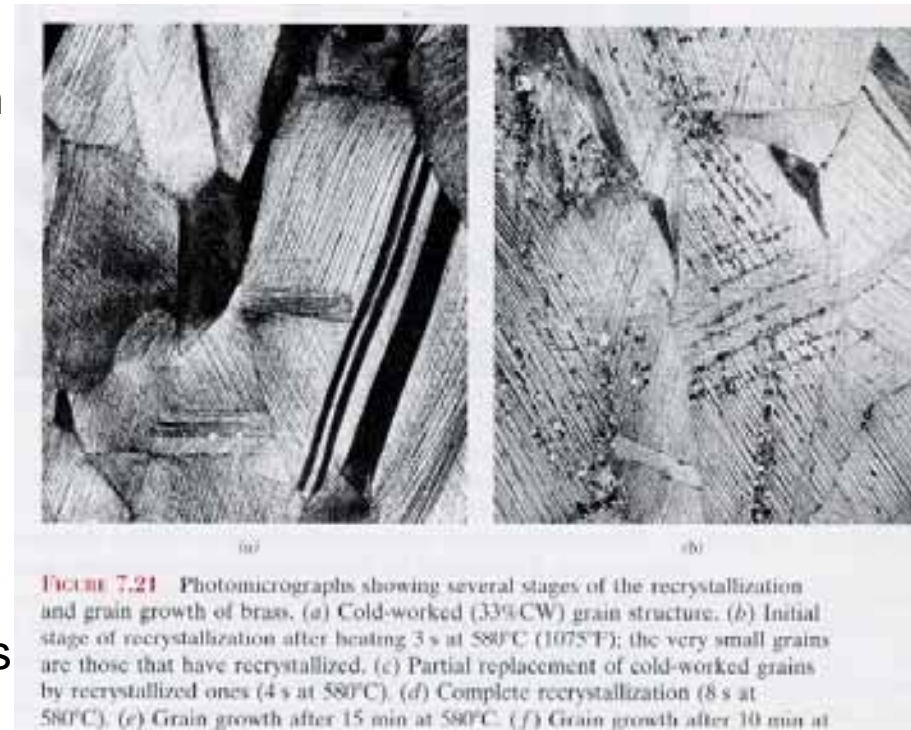 n
(a) (b)
FIGURE 7.21 Photomicrographs showing several stages of the recrystallization
and grain growth of brass. (a) Cold-worked (33%CW) grain structure. (b) Initial
stage of recrystallization after heating 3 s at 580°C (1075°F); the very small grains
s
are those that have recrystallized. (c) Partial replacement of cold-worked grains
by recrystallized ones (4 s at 580°C). (d) Complete recrystallization (8 s at
580°C). (e) Grain growth after 15 min at 580°C. (f) Grain growth after 10 min at